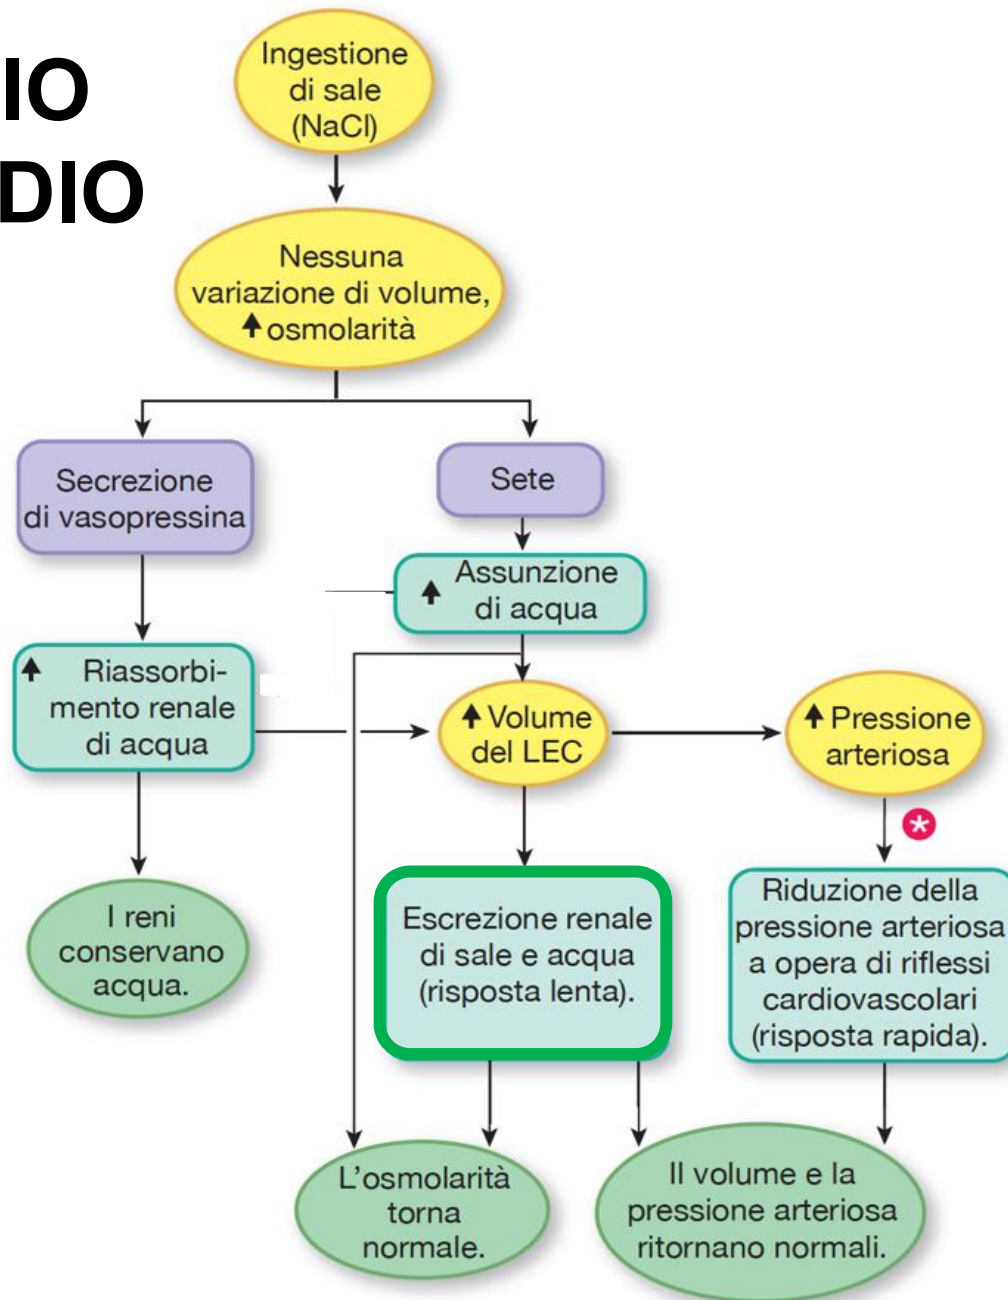 IO
DIO
Ingestione
di sale
(NaCl)
Nessuna
variazione di volume,
↑ osmolarità
Secrezione
di vasopressina
Sete
↑ Assunzione
di acqua
↑ Riassorbi-
mento renale
di acqua
↑ Volume
del LEC
↑ Pressione
arteriosa
*
I reni
conservano
acqua.
Escrezione renale
di sale e acqua
(risposta lenta).
Riduzione della
pressione arteriosa
a opera di riflessi
cardiovascolari
(risposta rapida).
L'osmolarità
torna
normale.
Il volume e la
pressione arteriosa
ritornano normali.